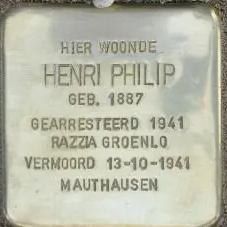 HIER WOONDE
HENRI PHILIP
GEB. 1887
GEARRESTEERD 1941
RAZZIA GROENLO
VERMOORD 13-10-1941
MAUTHAUSEN